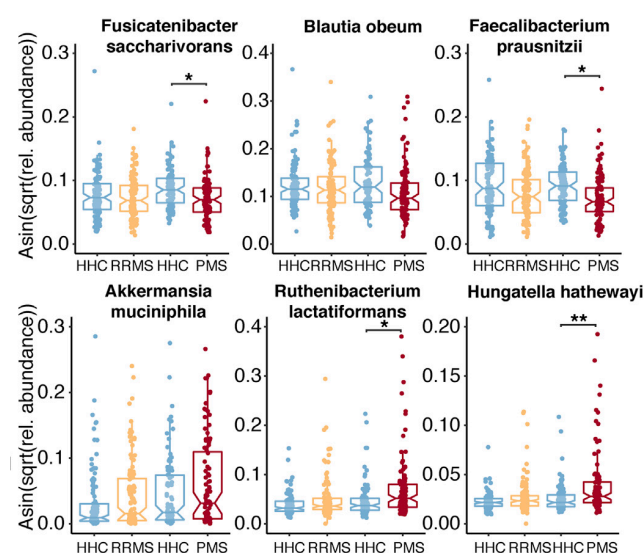 Fusicatenibacter
saccharivorans
Blautia obeum
Faecalibacterium
prausnitzii
Asin(sqrt(rel. abundance))
0.3
0.2
0.1
0.0
*
HHC RRMS HHC PMS
0.4
0.3
0.2
0.1
0.0
HHC RRMS HHC PMS
0.3
0.2
0.1
0.0
*
HHC RRMS HHC PMS
Akkermansia
muciniphila
Ruthenibacterium
lactatiformans
Hungatella hathewayi
Asin(sqrt(rel. abundance))
0.3
0.2
0.1
0.0
HHC RRMS HHC PMS
0.4
0.3
0.2
0.1
0.0
*
HHC RRMS HHC PMS
0.20
0.15
0.10
0.05
0.00
**
HHC RRMS HHC PMS